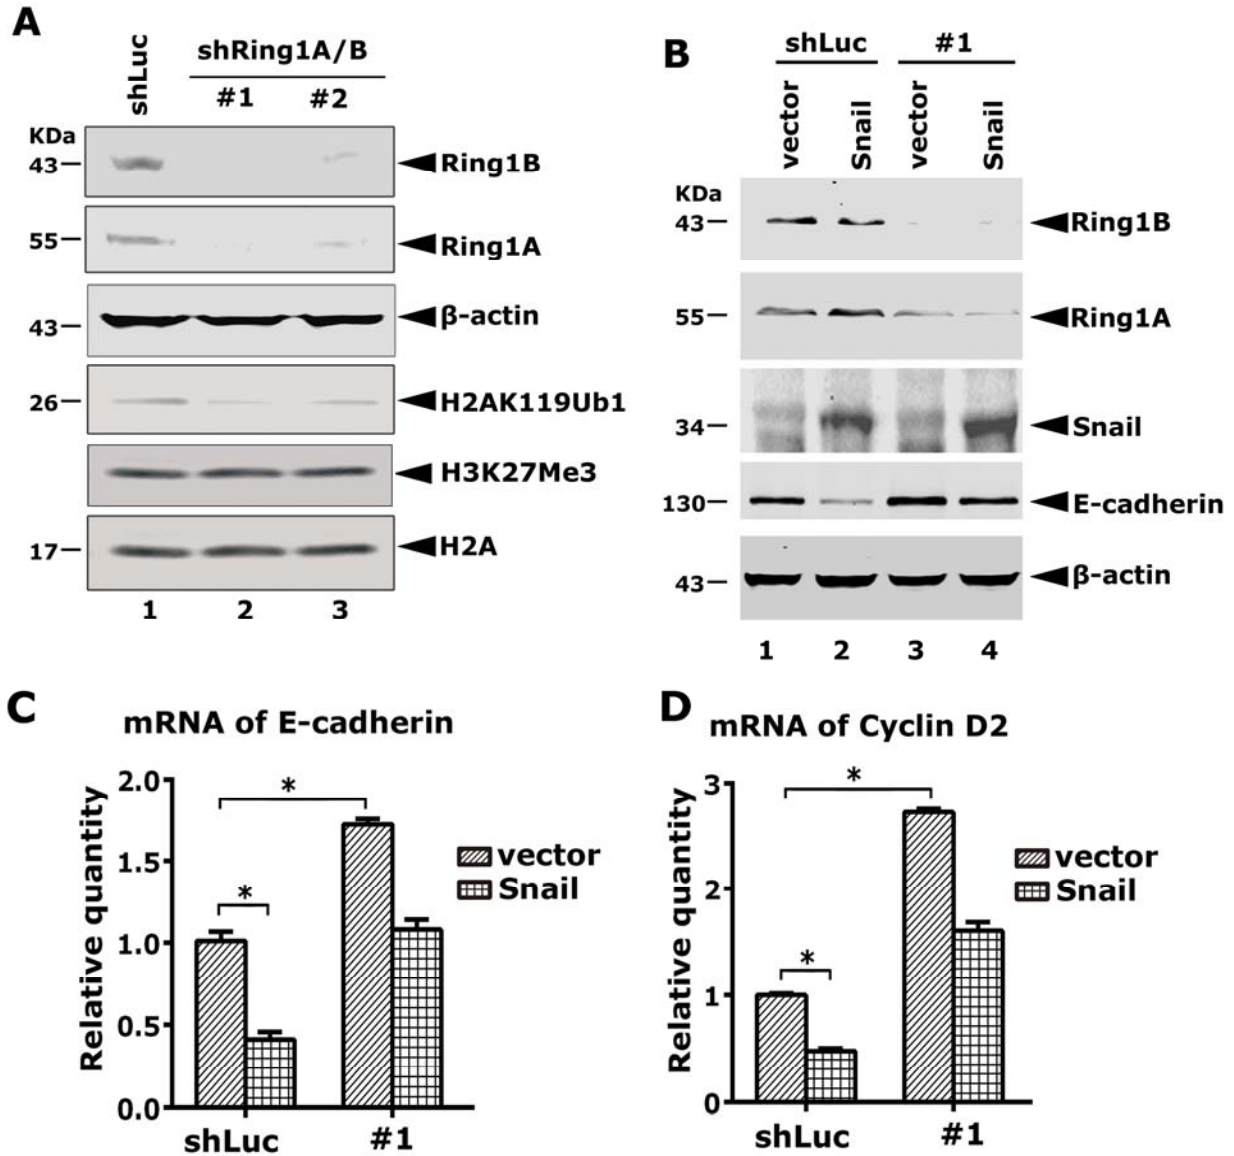 A
shLuc
shRing1A/B
#1 #2
KDa
43 Ring1B
55 Ring1A
43 β-actin
26 H2AK119Ub1
H3K27Me3
17 H2A
1 2 3
B
shLuc #1
vector Snail vector Snail
KDa
43 Ring1B
55 Ring1A
34 Snail
130 E-cadherin
43 β-actin
1 2 3 4
C
mRNA of E-cadherin
Relative quantity
2.0
1.5
1.0
0.5
0.0
*
*
vector
Snail
shLuc #1
D
mRNA of Cyclin D2
Relative quantity
3
2
1
0
*
*
vector
Snail
shLuc #1